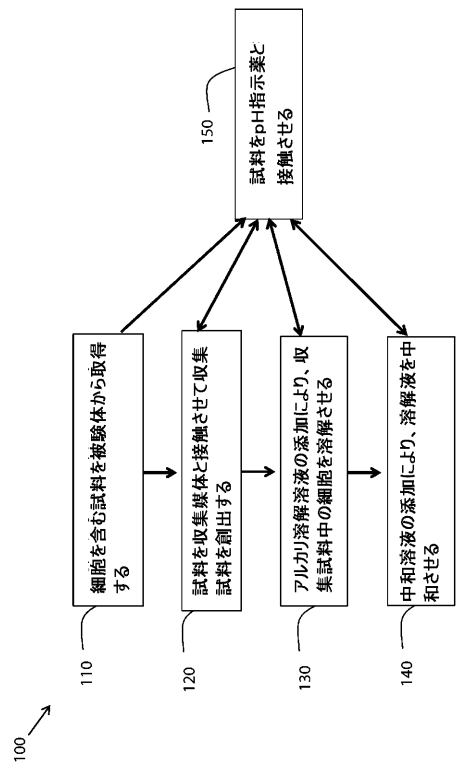 100
110
細胞を含む試料を被験体から取得
する
120
試料を収集媒体と接触させて収集
試料を創出する
130
アルカリ溶解溶液の添加により、収
集試料中の細胞を溶解させる
140
中和溶液の添加により、溶解液を中
和させる
150
試料をpH指示薬と
接触させる